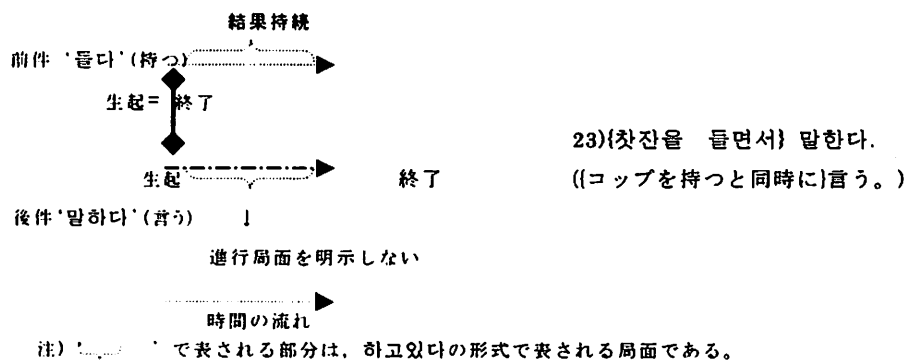 結果持続
前件‘들다’(持つ)
生起= 終了
23){찻잔을 들면서} 말한다.
生起 終了
({コップを持つと同時に}言う。)
後件‘말하다’(言う) ↓
進行局面を明示しない
時間の流れ
注) ‘ ’ で表される部分は, 하고있다の形式で表される局面である。